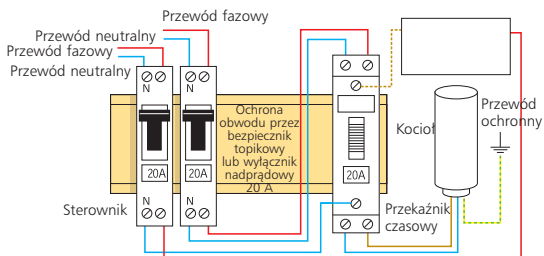 Przewód fazowy
Przewód neutralny
Przewód fazowy
Przewód neutralny
N
N
Ochrona
obwodu przez
bezpiecznik
topikowy
lub wyłącznik
nadprądowy
20 A
20A
20A
20A
N
N
Sterownik
Kocioł
Przewód
ochronny
Przekaźnik
czasowy